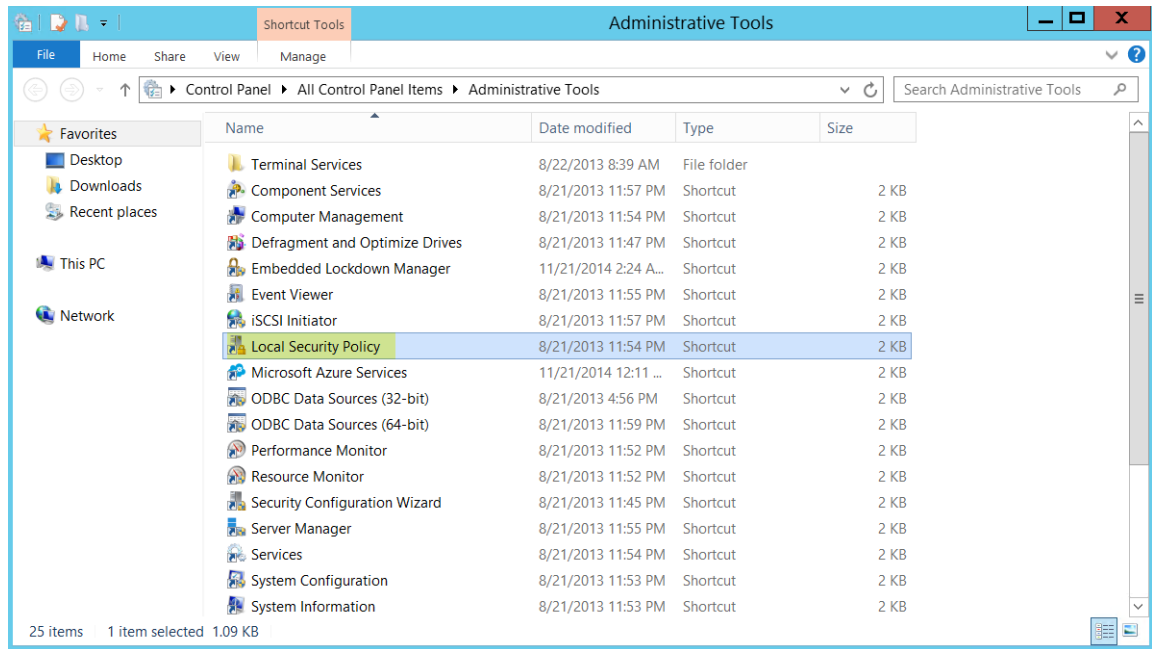 Shortcut Tools Administrative Tools
File Home Share View Manage
Control Panel All Control Panel Items Administrative Tools Search Administrative Tools
Name Date modified Type Size
Favorites
Desktop
Downloads
Recent places
This PC
Network
Terminal Services 8/22/2013 8:39 AM File folder
Component Services 8/21/2013 11:57 PM Shortcut 2 KB
Computer Management 8/21/2013 11:54 PM Shortcut 2 KB
Defragment and Optimize Drives 8/21/2013 11:47 PM Shortcut 2 KB
Embedded Lockdown Manager 11/21/2014 2:24 A... Shortcut 2 KB
Event Viewer 8/21/2013 11:55 PM Shortcut 2 KB
iSCSI Initiator 8/21/2013 11:57 PM Shortcut 2 KB
Local Security Policy 8/21/2013 11:54 PM Shortcut 2 KB
Microsoft Azure Services 11/21/2014 12:11 ... Shortcut 2 KB
ODBC Data Sources (32-bit) 8/21/2013 4:56 PM Shortcut 2 KB
ODBC Data Sources (64-bit) 8/21/2013 11:59 PM Shortcut 2 KB
Performance Monitor 8/21/2013 11:52 PM Shortcut 2 KB
Resource Monitor 8/21/2013 11:52 PM Shortcut 2 KB
Security Configuration Wizard 8/21/2013 11:45 PM Shortcut 2 KB
Server Manager 8/21/2013 11:55 PM Shortcut 2 KB
Services 8/21/2013 11:54 PM Shortcut 2 KB
System Configuration 8/21/2013 11:53 PM Shortcut 2 KB
System Information 8/21/2013 11:53 PM Shortcut 2 KB
25 items 1 item selected 1.09 KB